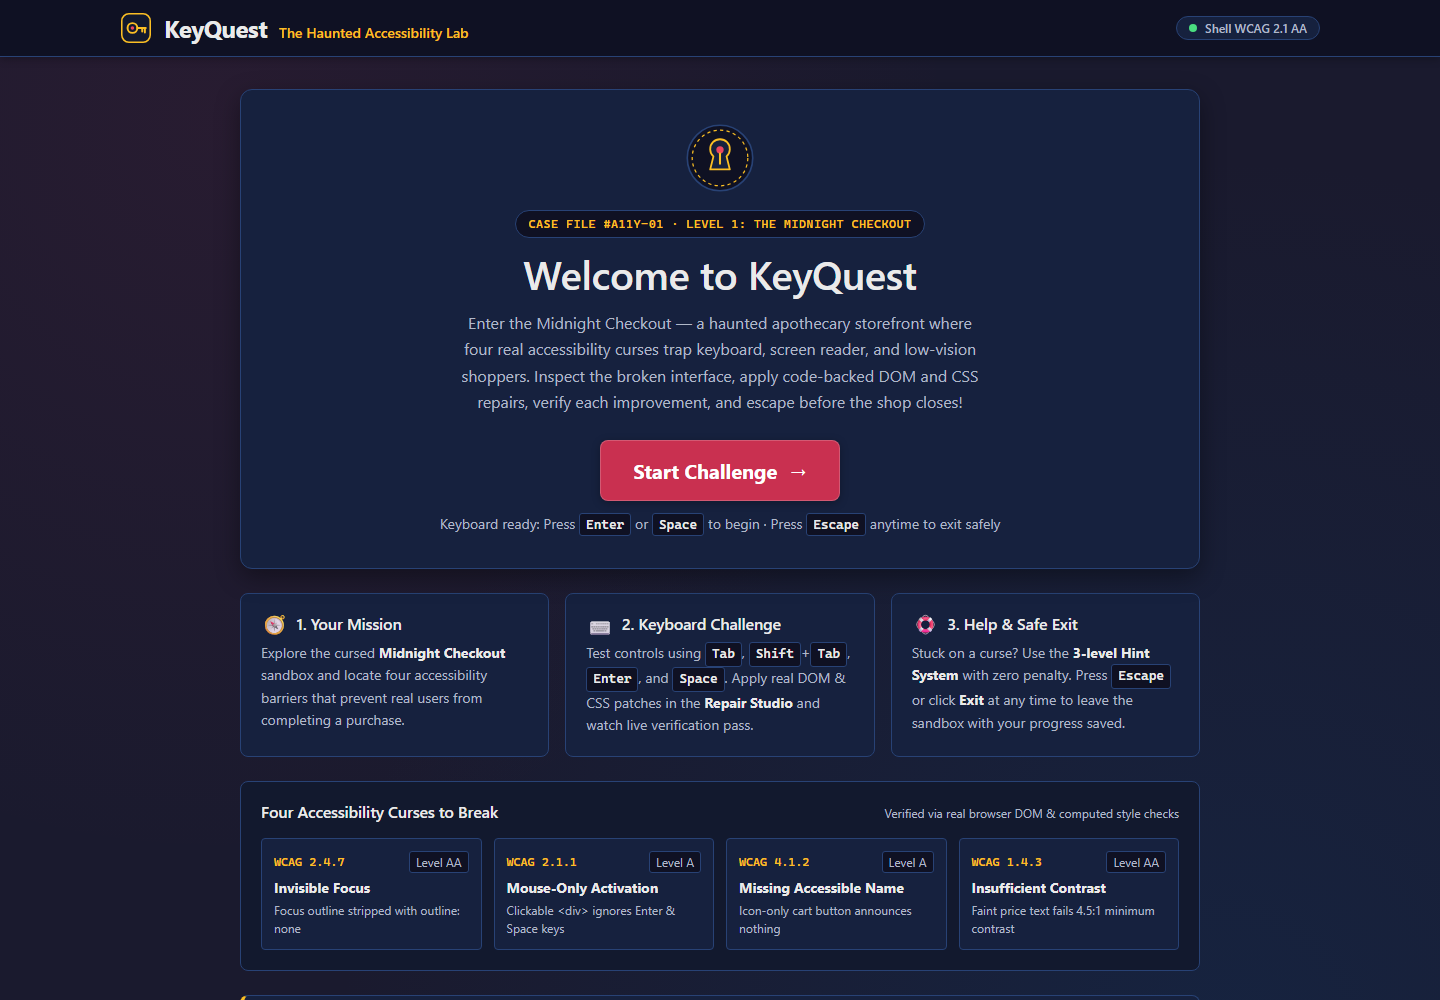 KeyQuest The Haunted Accessibility Lab
Shell WCAG 2.1 AA
CASE FILE #A11Y-01 · LEVEL 1: THE MIDNIGHT CHECKOUT
Welcome to KeyQuest
Enter the Midnight Checkout — a haunted apothecary storefront where
four real accessibility curses trap keyboard, screen reader, and low-vision
shoppers. Inspect the broken interface, apply code-backed DOM and CSS
repairs, verify each improvement, and escape before the shop closes!
Start Challenge →
Keyboard ready: Press Enter or Space to begin · Press Escape anytime to exit safely
1. Your Mission
Explore the cursed Midnight Checkout
sandbox and locate four accessibility
barriers that prevent real users from
completing a purchase.
2. Keyboard Challenge
Test controls using Tab, Shift+Tab,
Enter, and Space. Apply real DOM &
CSS patches in the Repair Studio and
watch live verification pass.
3. Help & Safe Exit
Stuck on a curse? Use the 3-level Hint
System with zero penalty. Press Escape
or click Exit at any time to leave the
sandbox with your progress saved.
Four Accessibility Curses to Break
Verified via real browser DOM & computed style checks
WCAG 2.4.7 Level AA
Invisible Focus
Focus outline stripped with outline:
none
WCAG 2.1.1 Level A
Mouse-Only Activation
Clickable <div> ignores Enter &
Space keys
WCAG 4.1.2 Level A
Missing Accessible Name
Icon-only cart button announces
nothing
WCAG 1.4.3 Level AA
Insufficient Contrast
Faint price text fails 4.5:1 minimum
contrast